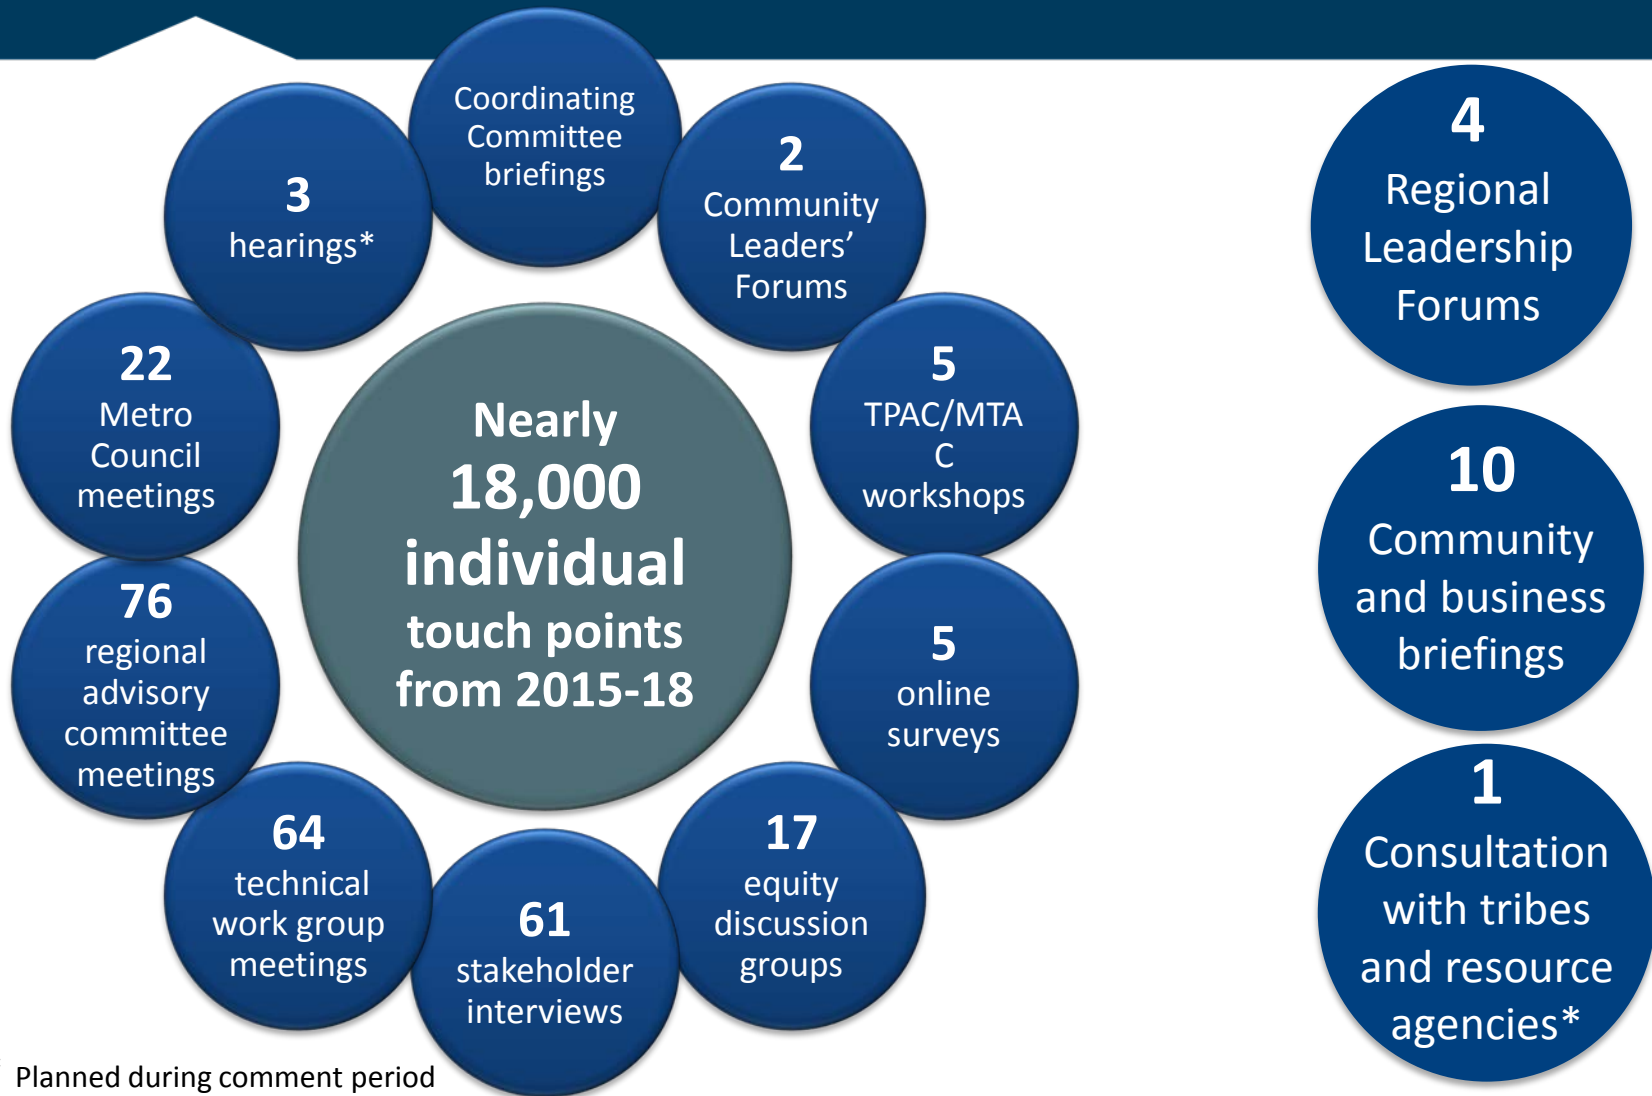 Coordinating
Committee
briefings
2
Community
Leaders’
Forums
5
TPAC/MTA
C
workshops
5
online
surveys
17
equity
discussion
groups
61
stakeholder
interviews
64
technical
work group
meetings
76
regional
advisory
committee
meetings
22
Metro
Council
meetings
3
hearings*
Nearly
18,000
individual
touch points
from 2015-18
4
Regional
Leadership
Forums
10
Community
and business
briefings
1
Consultation
with tribes
and resource
agencies*
* Planned during comment period